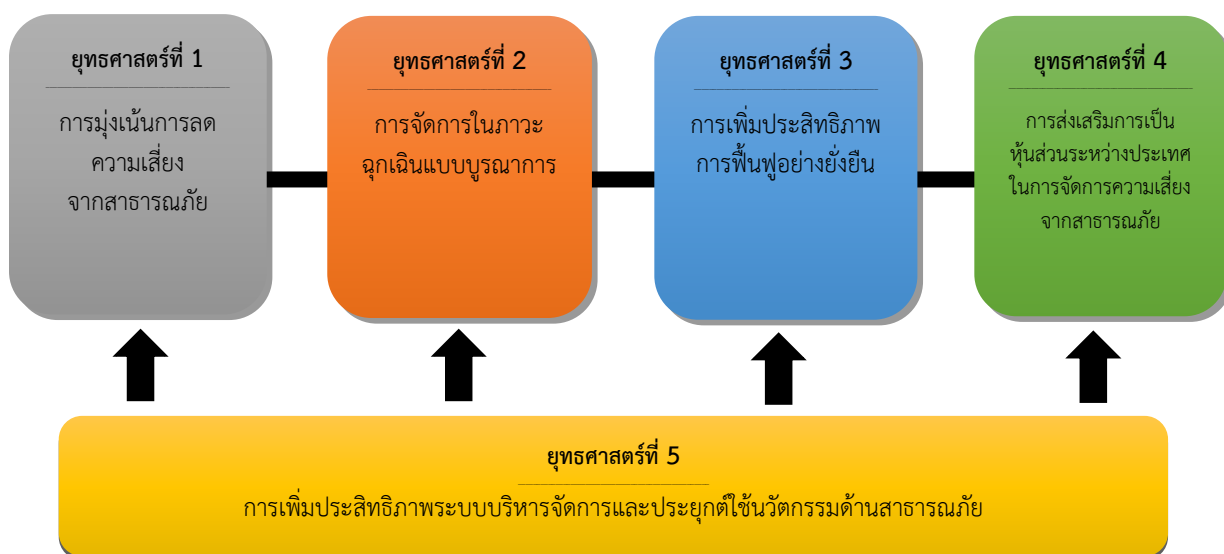 ยุทธศาสตร์ที่ 1
การมุ่งเน้นการลด
ความเสี่ยง
จากสาธารณภัย
ยุทธศาสตร์ที่ 2
การจัดการในภาวะ
ฉุกเฉินแบบบูรณาการ
ยุทธศาสตร์ที่ 3
การเพิ่มประสิทธิภาพ
การฟื้นฟูอย่างยั่งยืน
ยุทธศาสตร์ที่ 4
การส่งเสริมการเป็น
หุ้นส่วนระหว่างประเทศ
ในการจัดการความเสี่ยง
จากสาธารณภัย
ยุทธศาสตร์ที่ 5
การเพิ่มประสิทธิภาพระบบบริหารจัดการและประยุกต์ใช้นวัตกรรมด้านสาธารณภัย